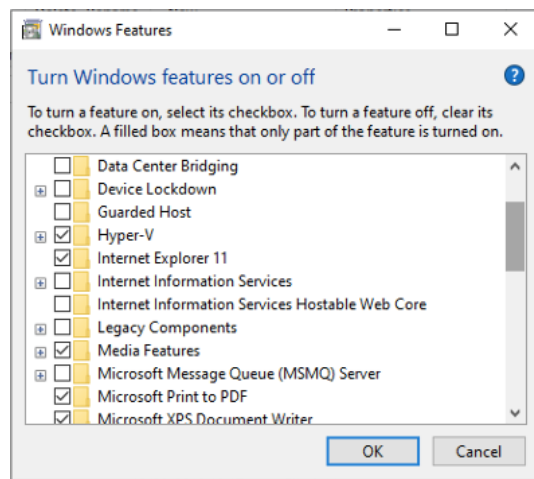 Windows Features
Turn Windows features on or off
To turn a feature on, select its checkbox. To turn a feature off, clear its
checkbox. A filled box means that only part of the feature is turned on.
Data Center Bridging
Device Lockdown
Guarded Host
Hyper-V
Internet Explorer 11
Internet Information Services
Internet Information Services Hostable Web Core
Legacy Components
Media Features
Microsoft Message Queue (MSMQ) Server
Microsoft Print to PDF
Microsoft XPS Document Writer
OK Cancel